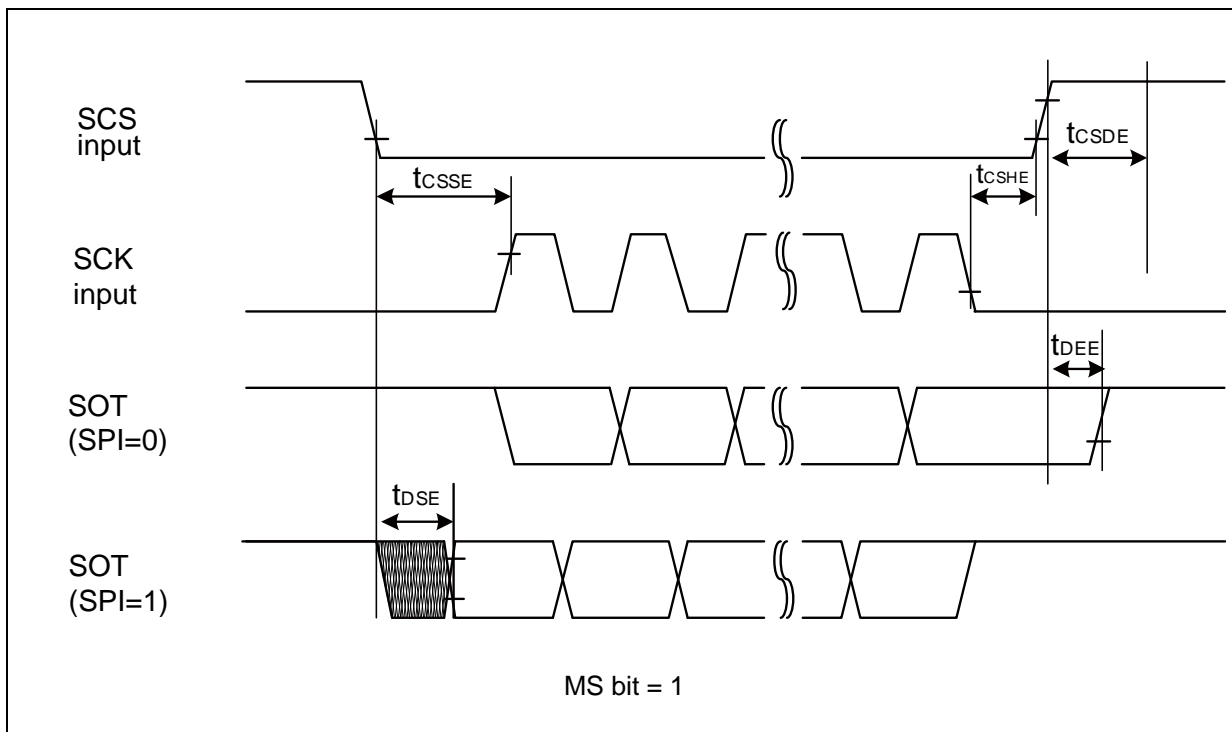 SCS
input
tCSDE
tCSSE
tCSHE
SCK
input
tDEE
SOT
(SPI=0)
tDSE
SOT
(SPI=1)
MS bit = 1